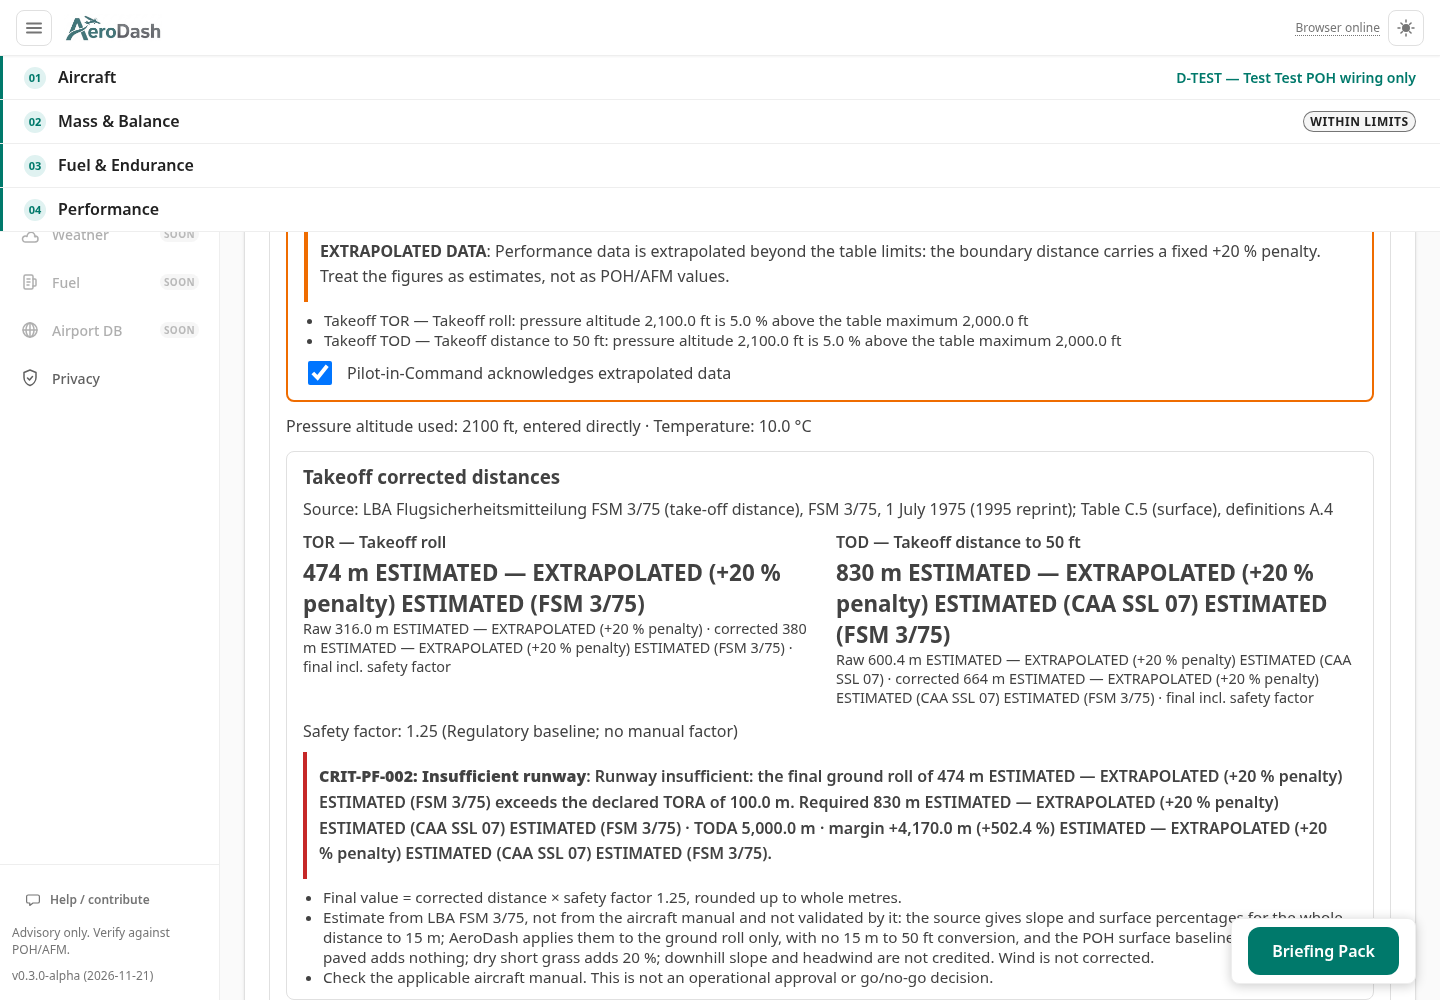 AeroDash
Browser online
01 Aircraft
D-TEST — Test Test POH wiring only
02 Mass & Balance
WITHIN LIMITS
03 Fuel & Endurance
04 Performance
Weather SOON
Fuel SOON
Airport DB SOON
Privacy
EXTRAPOLATED DATA: Performance data is extrapolated beyond the table limits: the boundary distance carries a fixed +20 % penalty.
Treat the figures as estimates, not as POH/AFM values.
• Takeoff TOR — Takeoff roll: pressure altitude 2,100.0 ft is 5.0 % above the table maximum 2,000.0 ft
• Takeoff TOD — Takeoff distance to 50 ft: pressure altitude 2,100.0 ft is 5.0 % above the table maximum 2,000.0 ft
Pilot-in-Command acknowledges extrapolated data
Pressure altitude used: 2100 ft, entered directly · Temperature: 10.0 °C
Takeoff corrected distances
Source: LBA Flugsicherheitsmitteilung FSM 3/75 (take-off distance), FSM 3/75, 1 July 1975 (1995 reprint); Table C.5 (surface), definitions A.4
TOR — Takeoff roll
474 m ESTIMATED — EXTRAPOLATED (+20 %
penalty) ESTIMATED (FSM 3/75)
Raw 316.0 m ESTIMATED — EXTRAPOLATED (+20 % penalty) · corrected 380
m ESTIMATED — EXTRAPOLATED (+20 % penalty) ESTIMATED (FSM 3/75) ·
final incl. safety factor
TOD — Takeoff distance to 50 ft
830 m ESTIMATED — EXTRAPOLATED (+20 %
penalty) ESTIMATED (CAA SSL 07) ESTIMATED
(FSM 3/75)
Raw 600.4 m ESTIMATED — EXTRAPOLATED (+20 % penalty) ESTIMATED (CAA
SSL 07) · corrected 664 m ESTIMATED — EXTRAPOLATED (+20 % penalty)
ESTIMATED (CAA SSL 07) ESTIMATED (FSM 3/75) · final incl. safety factor
Safety factor: 1.25 (Regulatory baseline; no manual factor)
CRIT-PF-002: Insufficient runway: Runway insufficient: the final ground roll of 474 m ESTIMATED — EXTRAPOLATED (+20 % penalty)
ESTIMATED (FSM 3/75) exceeds the declared TORA of 100.0 m. Required 830 m ESTIMATED — EXTRAPOLATED (+20 % penalty)
ESTIMATED (CAA SSL 07) ESTIMATED (FSM 3/75) · TODA 5,000.0 m · margin +4,170.0 m (+502.4 %) ESTIMATED — EXTRAPOLATED (+20
% penalty) ESTIMATED (CAA SSL 07) ESTIMATED (FSM 3/75).
• Final value = corrected distance × safety factor 1.25, rounded up to whole metres.
• Estimate from LBA FSM 3/75, not from the aircraft manual and not validated by it: the source gives slope and surface percentages for the whole
distance to 15 m; AeroDash applies them to the ground roll only, with no 15 m to 50 ft conversion, and the POH surface baseline
paved adds nothing; dry short grass adds 20 %; downhill slope and headwind are not credited. Wind is not corrected.
• Check the applicable aircraft manual. This is not an operational approval or go/no-go decision.
Help / contribute
Advisory only. Verify against
POH/AFM.
v0.3.0-alpha (2026-11-21)
Briefing Pack